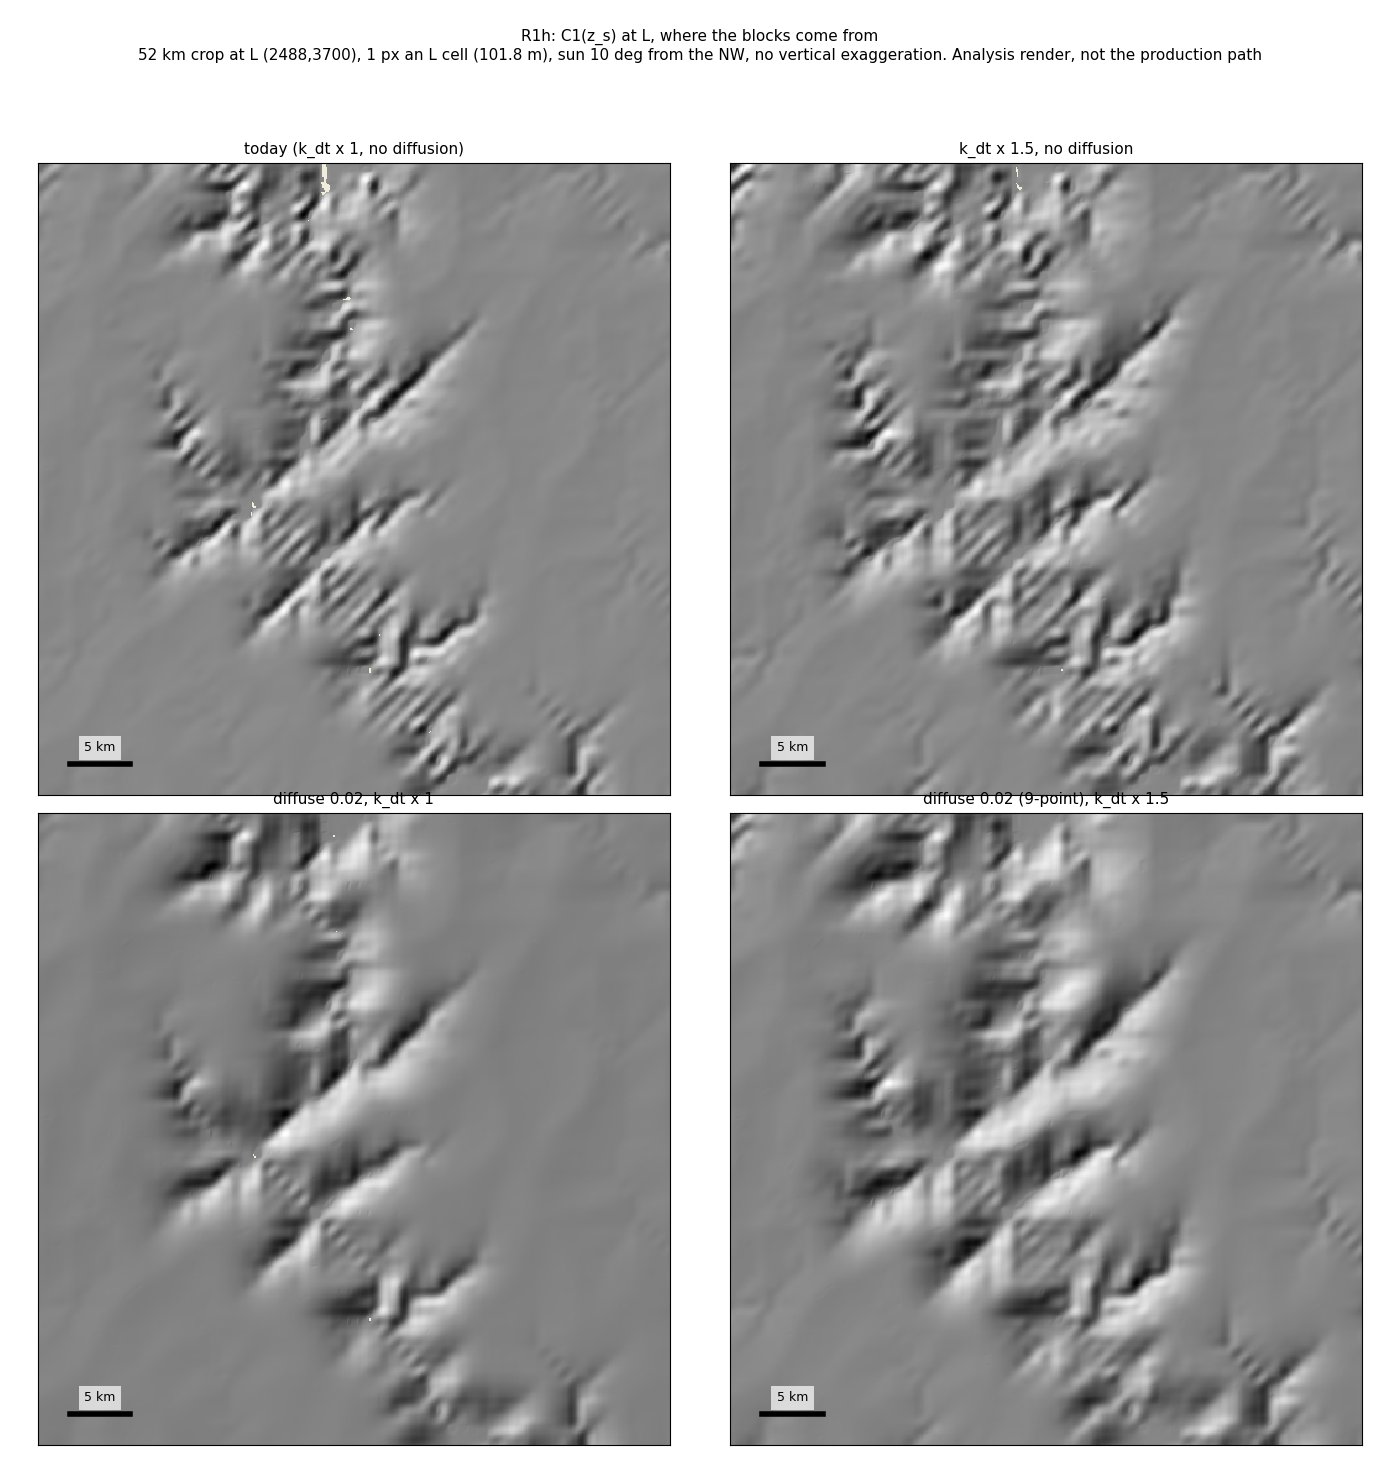 R1h: C1(z_s) at L, where the blocks come from
52 km crop at L (2488,3700), 1 px an L cell (101.8 m), sun 10 deg from the NW, no vertical exaggeration. Analysis render, not the production path
today (k_dt x 1, no diffusion)
k_dt x 1.5, no diffusion
5 km
5 km
diffuse 0.02, k_dt x 1
diffuse 0.02 (9-point), k_dt x 1.5
5 km
5 km